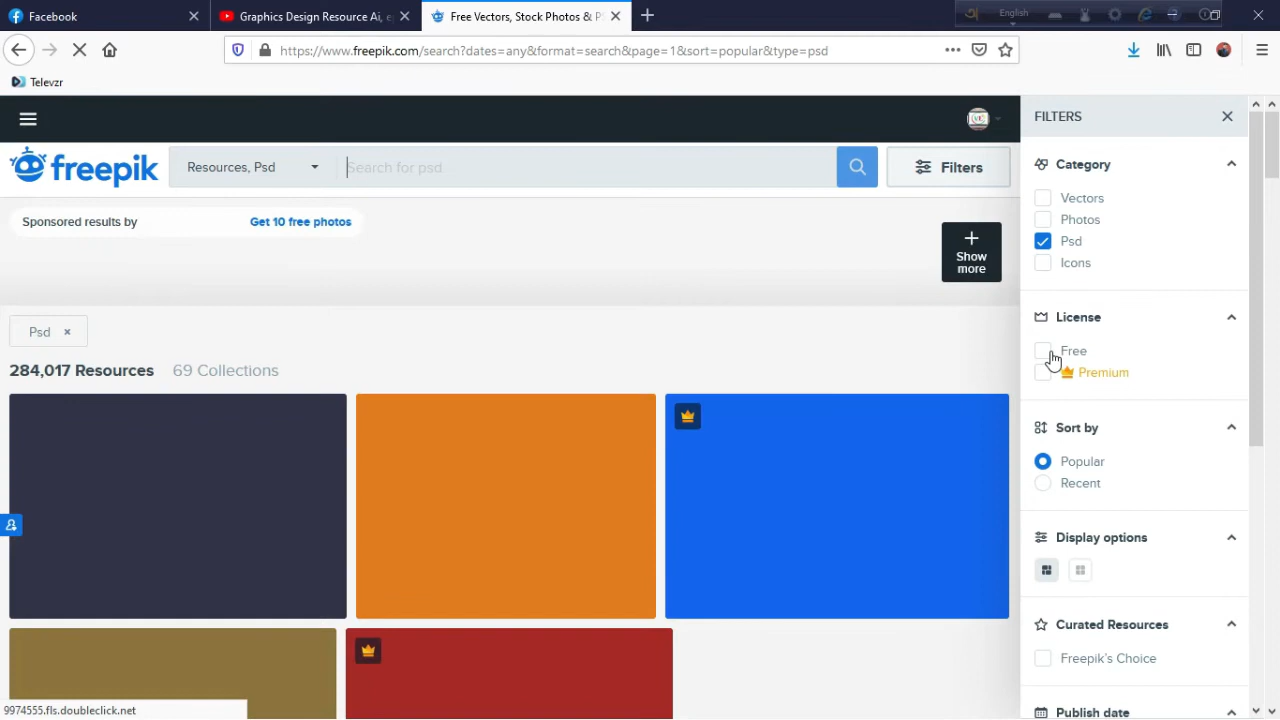 Facebook
Graphics Design Resource Ai, e
Free Vectors, Stock Photos & P
English
https://www.freepik.com/search?dates=any&format=search&page=1&sort=popular&type=psd
Televzr
freepik
Resources, Psd
Search for psd
Filters
Sponsored results by
Get 10 free photos
Show more
Psd ×
284,017 Resources
69 Collections
FILTERS
Category
Vectors
Photos
Psd
Icons
License
Free
Premium
Sort by
Popular
Recent
Display options
Curated Resources
Freepik's Choice
Publish date
9974555.fls.doubleclick.net